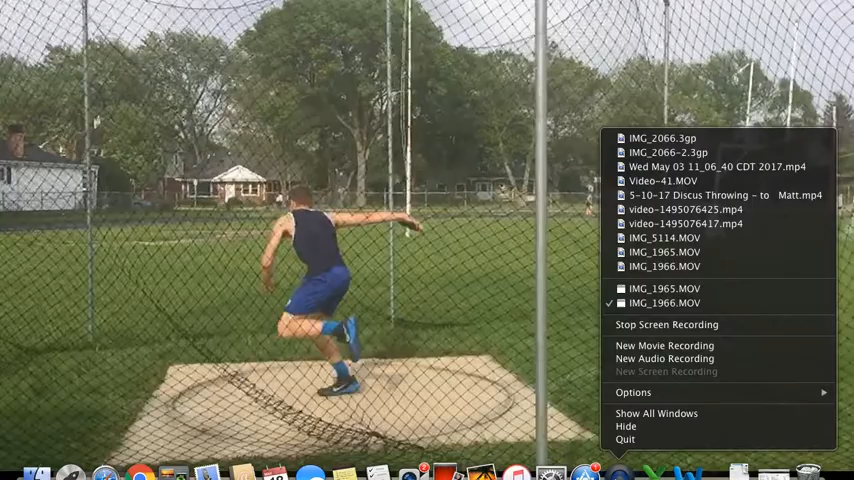 IMG_2066.3gp
IMG_2066-2.3gp
Wed May 03 11_06_40 CDT 2017.mp4
Video-41.MOV
5-10-17 Discus Throwing - to Matt.mp4
video-1495076425.mp4
video-1495076417.mp4
IMG_5114.MOV
IMG_1965.MOV
IMG_1966.MOV
IMG_1965.MOV
✓ IMG_1966.MOV
Stop Screen Recording
New Movie Recording
New Audio Recording
New Screen Recording
Options
Show All Windows
Hide
Quit